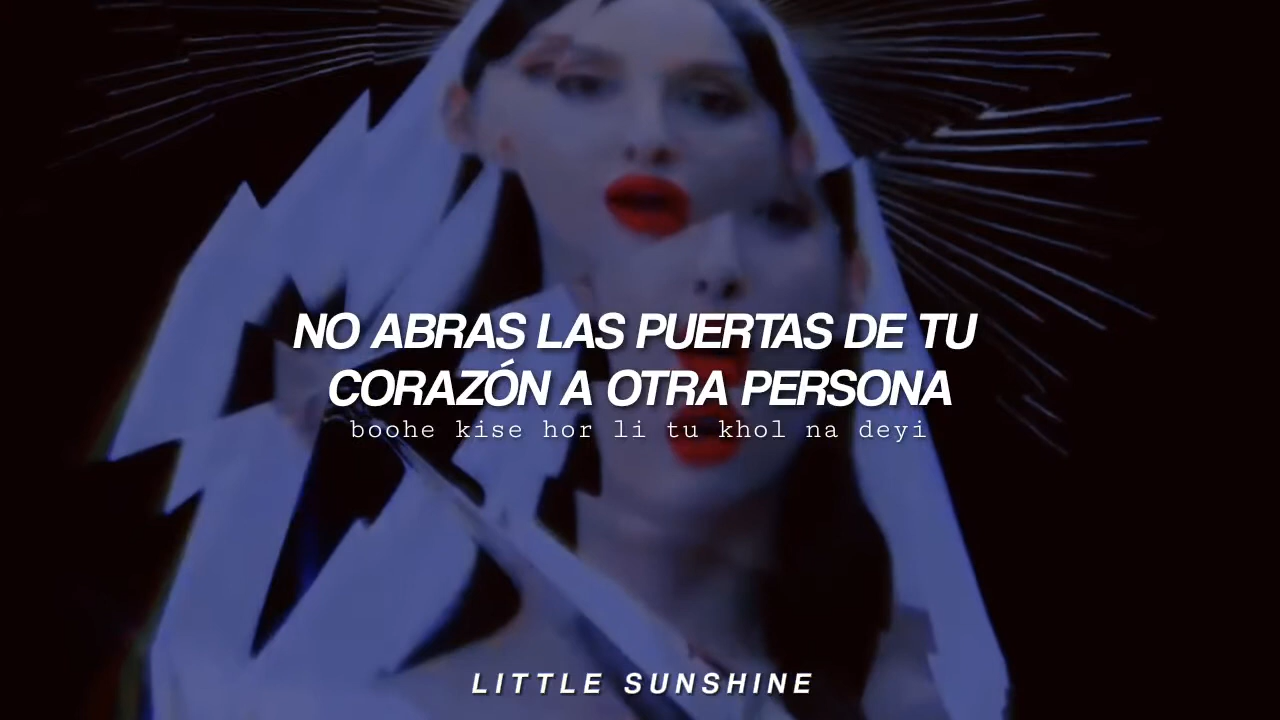 NO ABRAS LAS PUERTAS DE TU
CORAZÓN A OTRA PERSONA
boohe kise hor li tu khol na deyi
LITTLE SUNSHINE